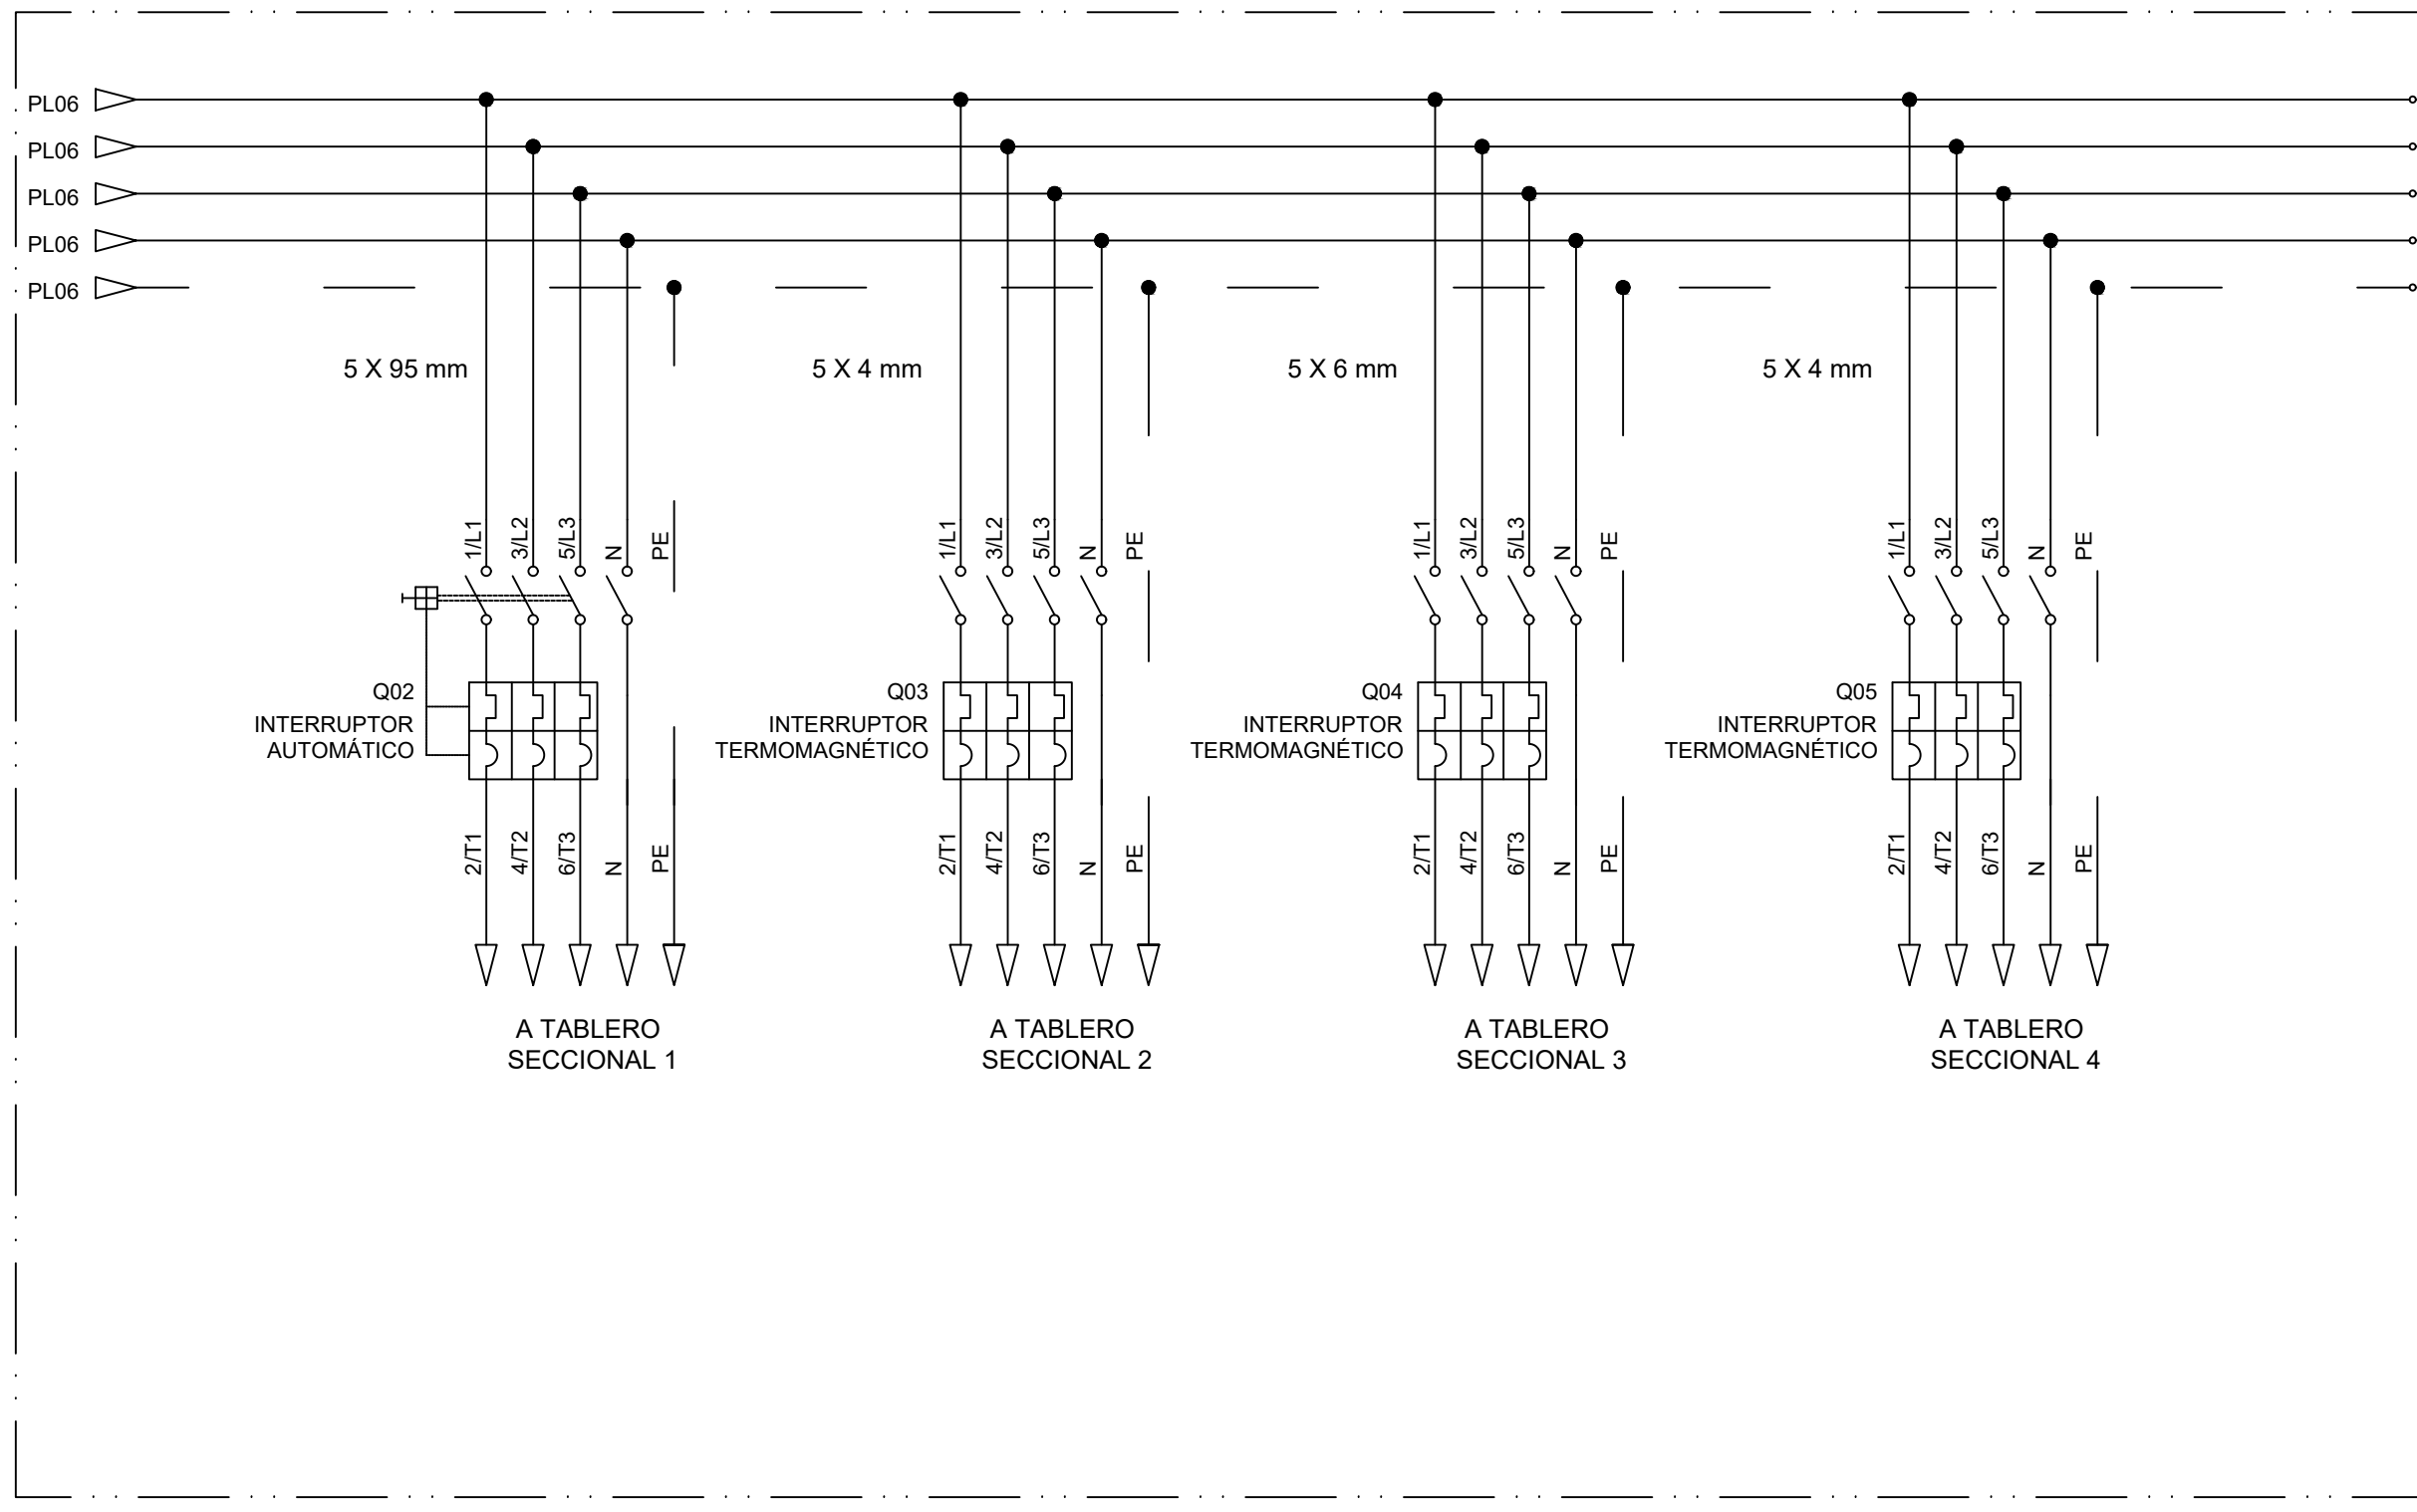 PL06
PL06
PL06
PL06
PL06
5 X 95 mm
5 X 4 mm
5 X 6 mm
5 X 4 mm
1/L1
3/L2
5/L3
N
PE
1/L1
3/L2
5/L3
N
PE
1/L1
3/L2
5/L3
N
PE
1/L1
3/L2
5/L3
N
PE
Q02
INTERRUPTOR
AUTOMÁTICO
Q03
INTERRUPTOR
TERMOMAGNÉTICO
Q04
INTERRUPTOR
TERMOMAGNÉTICO
Q05
INTERRUPTOR
TERMOMAGNÉTICO
2/T1
4/T2
6/T3
N
PE
2/T1
4/T2
6/T3
N
PE
2/T1
4/T2
6/T3
N
PE
2/T1
4/T2
6/T3
N
PE
A TABLERO
SECCIONAL 1
A TABLERO
SECCIONAL 2
A TABLERO
SECCIONAL 3
A TABLERO
SECCIONAL 4